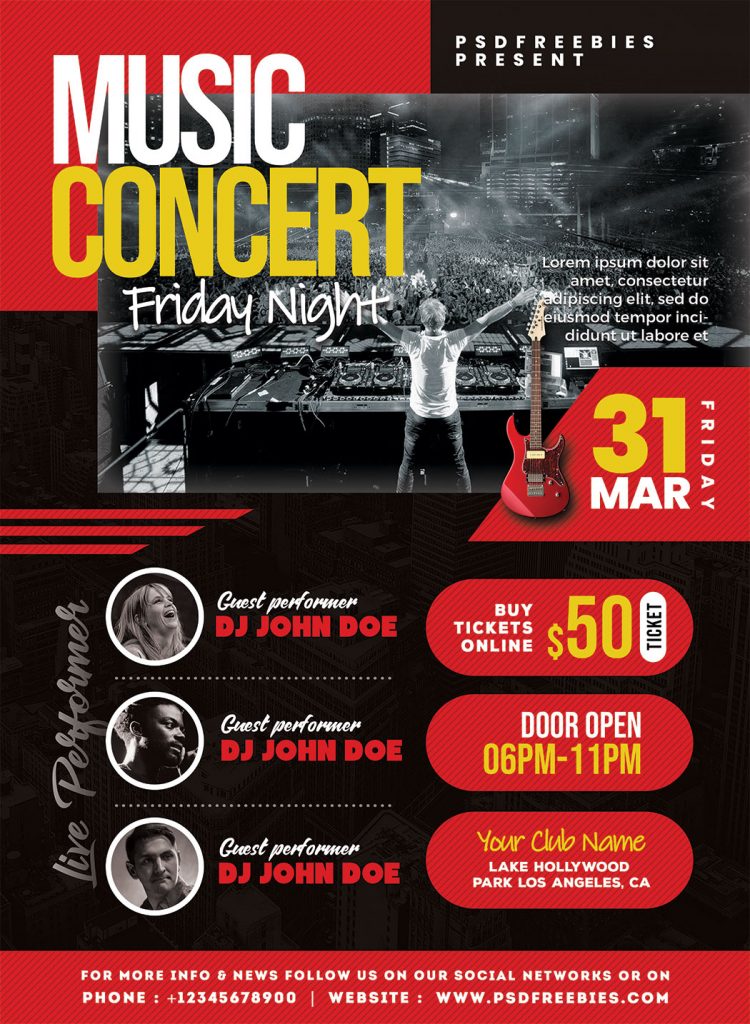 PSDFREEBIES
PRESENT
MUSIC
CONCERT
Friday Night
Lorem ipsum dolor sit
amet, consectetur
adipiscing elit, sed do
eiusmod tempor inci-
didunt ut labore et
31
MAR
FRIDAY
Live Performer
Guest performer
DJ JOHN DOE
Guest performer
DJ JOHN DOE
Guest performer
DJ JOHN DOE
BUY
TICKETS
ONLINE
$50
TICKET
DOOR OPEN
06PM-11PM
Your Club Name
LAKE HOLLYWOOD
PARK LOS ANGELES, CA
FOR MORE INFO & NEWS FOLLOW US ON OUR SOCIAL NETWORKS OR ON
PHONE : +12345678900 | WEBSITE : WWW.PSDFREEBIES.COM